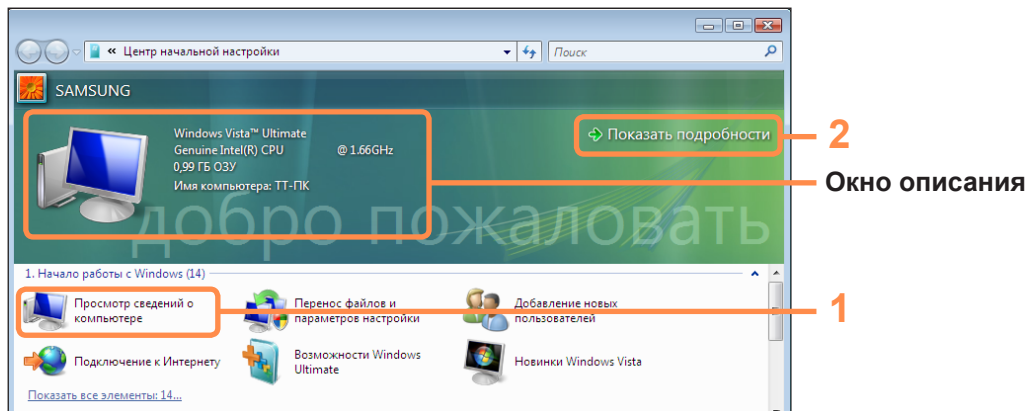 Центр начальной настройки
Поиск
SAMSUNG
Windows Vista™ Ultimate
Genuine Intel(R) CPU @ 1.66GHz
0,99 ГБ ОЗУ
Имя компьютера: ТТ-ПК
Показать подробности
2
Окно описания
добро пожаловать
1. Начало работы с Windows (14)
Просмотр сведений о
компьютере
Перенос файлов и
параметров настройки
Добавление новых
пользователей
1
Подключение к Интернету
Возможности Windows
Ultimate
Новинки Windows Vista
Показать все элементы: 14...